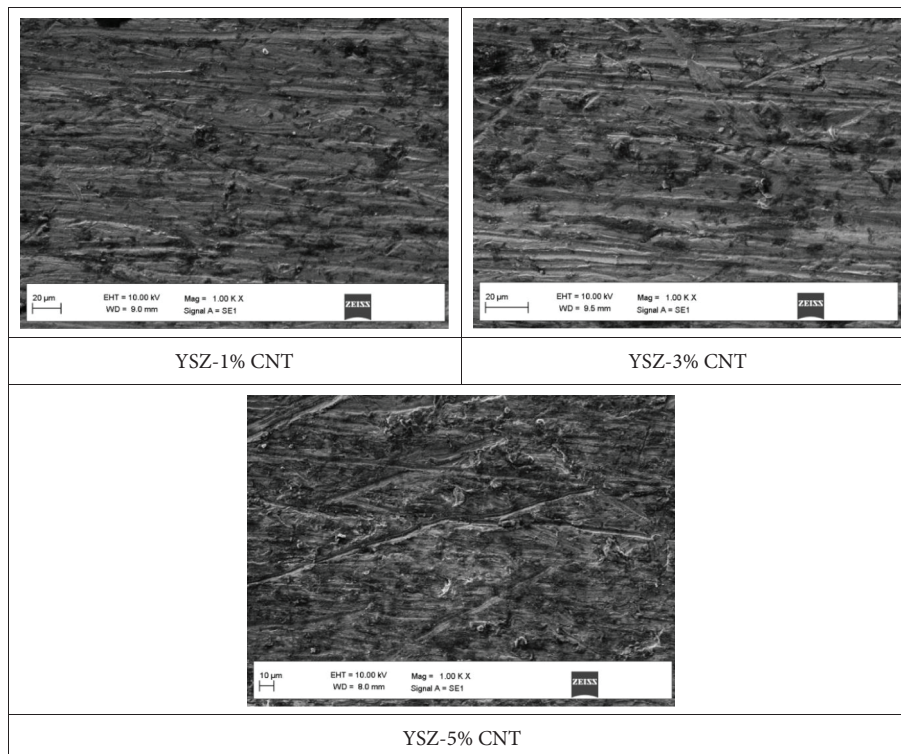 20 µm
EHT = 10.00 kV
WD = 9.0 mm
Mag = 1.00 K X
Signal A = SE1
ZEISS
20 µm
EHT = 10.00 kV
WD = 9.5 mm
Mag = 1.00 K X
Signal A = SE1
ZEISS
YSZ-1% CNT
YSZ-3% CNT
10 µm
EHT = 10.00 kV
WD = 8.0 mm
Mag = 1.00 K X
Signal A = SE1
ZEISS
YSZ-5% CNT